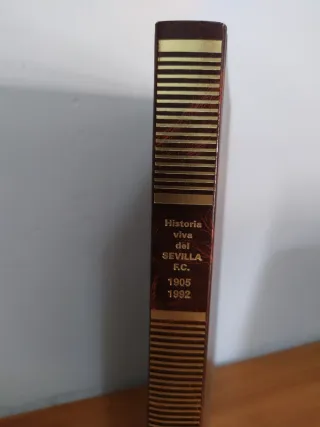 Historia
viva
del
SEVILLA
F.C.
1905
1992